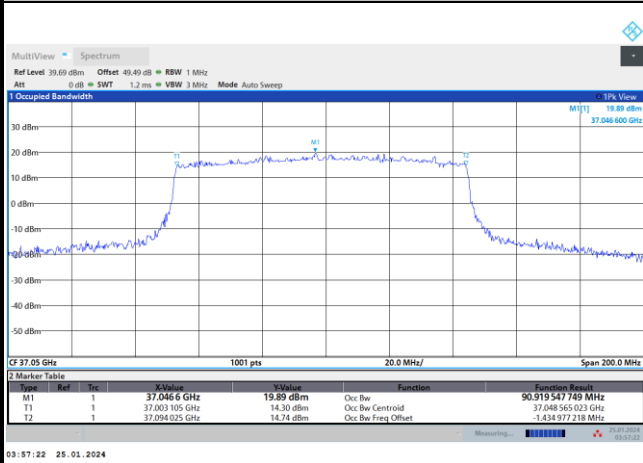 MultiView Spectrum
Ref Level 39.69 dBm Offset 49.49 dB RBW 1 MHz
Att 0 dB SWT 1.2 ms VBW 3 MHz Mode Auto Sweep
1 Occupied Bandwidth 1Pk View
M1[1] 19.89 dBm
37.046 600 GHz
30 dBm
M1
20 dBm
T1 T2
10 dBm
0 dBm
-10 dBm
-20 dBm
-30 dBm
-40 dBm
-50 dBm
CF 37.05 GHz 1001 pts 20.0 MHz/ Span 200.0 MHz
2 Marker Table
Type Ref Trc X-Value Y-Value Function Function Result
M1 1 37.046 6 GHz 19.89 dBm Occ Bw 90.919 547 749 MHz
T1 1 37.003 105 GHz 14.30 dBm Occ Bw Centroid 37.048 565 023 GHz
T2 1 37.094 025 GHz 14.74 dBm Occ Bw Freq Offset -1.434 977 218 MHz
Measuring... 25.01.2024
03:57:22
03:57:22 25.01.2024